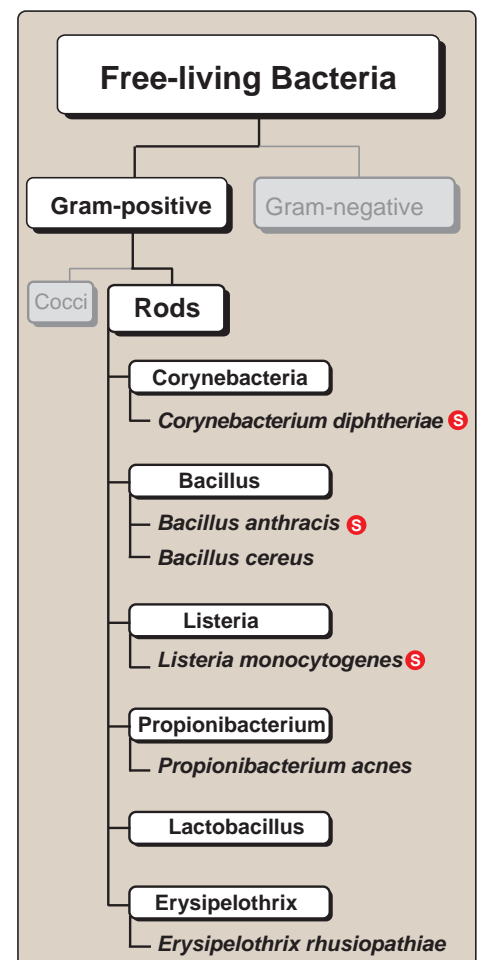 Free-living Bacteria
Gram-positive
Gram-negative
Cocci
Rods
Corynebacteria
Corynebacterium diphtheriae S
Bacillus
Bacillus anthracis S
Bacillus cereus
Listeria
Listeria monocytogenes S
Propionibacterium
Propionibacterium acnes
Lactobacillus
Erysipelothrix
Erysipelothrix rhusiopathiae